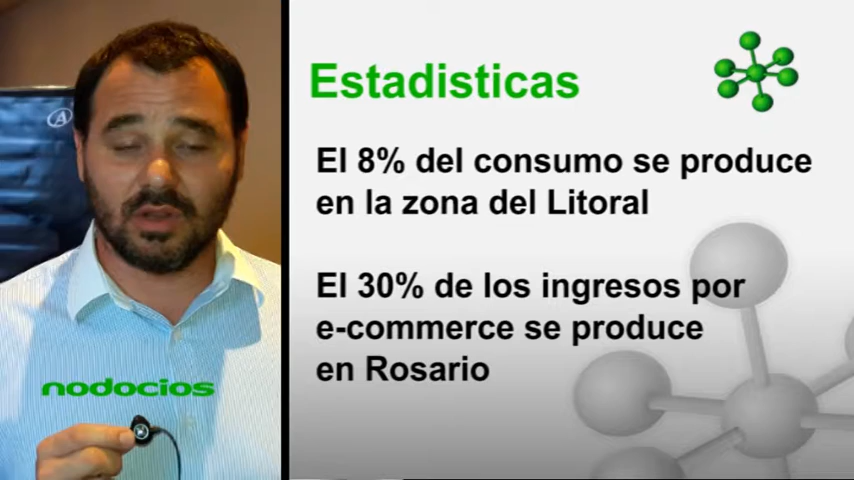 Estadisticas
El 8% del consumo se produce
en la zona del Litoral
El 30% de los ingresos por
e-commerce se produce
en Rosario
nodocios